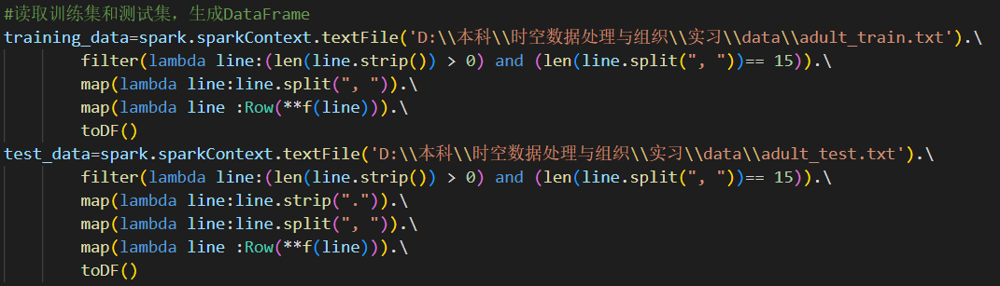 #读取训练集和测试集，生成DataFrame
training_data=spark.sparkContext.textFile('D:\\本科\\时空数据处理与组织\\实习\\data\\adult_train.txt').\
filter(lambda line:(len(line.strip()) > 0) and (len(line.split(", "))== 15)).\
map(lambda line:line.split(", ")).\
map(lambda line :Row(**f(line))).\
toDF()
test_data=spark.sparkContext.textFile('D:\\本科\\时空数据处理与组织\\实习\\data\\adult_test.txt').\
filter(lambda line:(len(line.strip()) > 0) and (len(line.split(", "))== 15)).\
map(lambda line:line.strip(".")).\
map(lambda line:line.split(", ")).\
map(lambda line :Row(**f(line))).\
toDF()